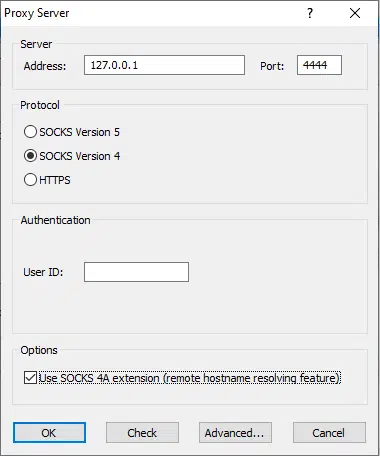 Proxy Server
Server
Address: 127.0.0.1 Port: 4444
Protocol
SOCKS Version 5
SOCKS Version 4
HTTPS
Authentication
User ID:
Options
Use SOCKS 4A extension (remote hostname resolving feature)
OK Check Advanced... Cancel